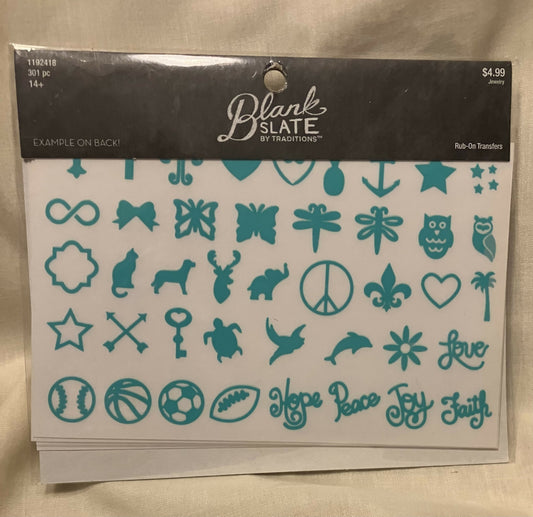 1192418
301 pc
14+
$4.99
Jewelry
Blank
SLATE
BY TRADITIONS™
EXAMPLE ON BACK!
Rub-On Transfers
Love
Hope Peace Joy Faith